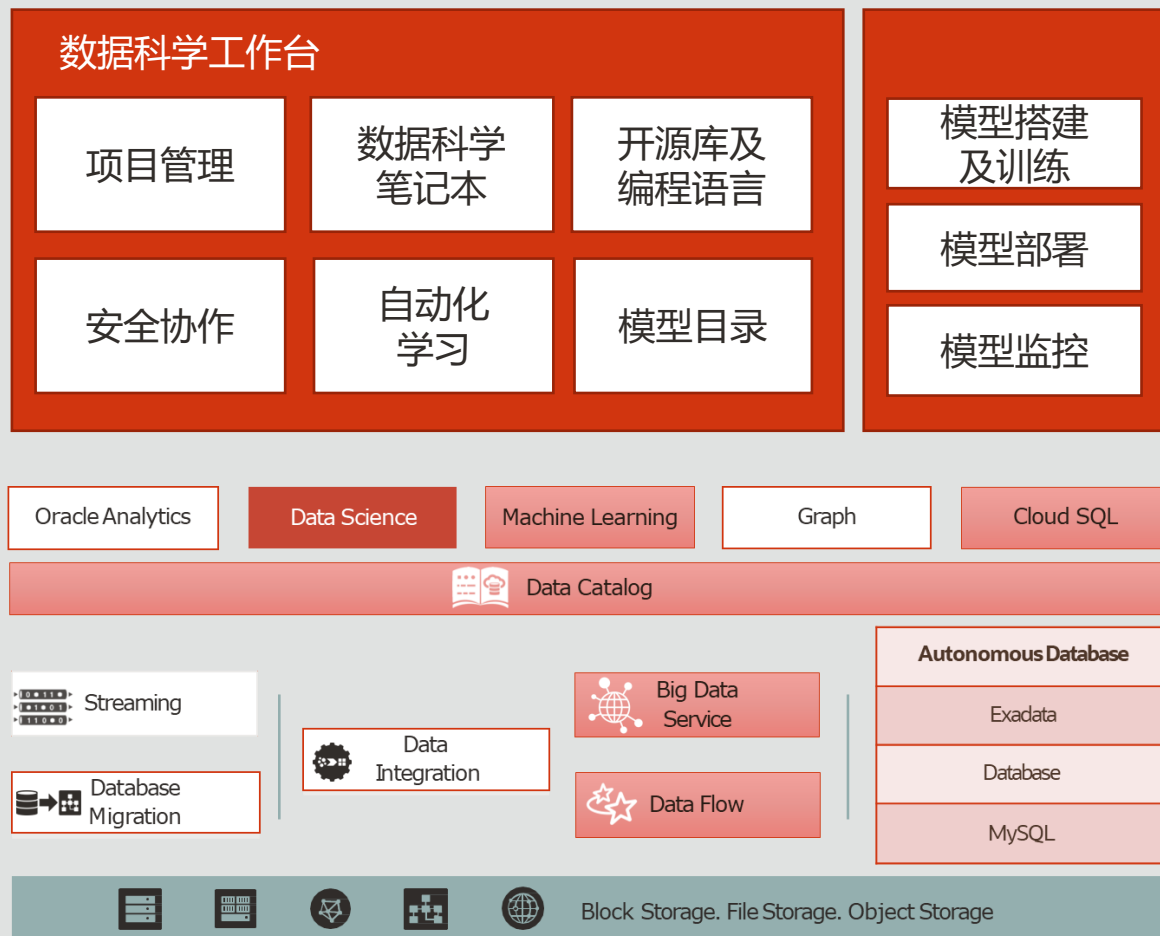 数据科学工作台
项目管理
数据科学
笔记本
开源库及
编程语言
安全协作
自动化
学习
模型目录
模型搭建
及训练
模型部署
模型监控
Oracle Analytics
Data Science
Machine Learning
Graph
Cloud SQL
Data Catalog
Streaming
Database
Migration
Data
Integration
Big Data
Service
Data Flow
Autonomous Database
Exadata
Database
MySQL
Block Storage. File Storage. Object Storage